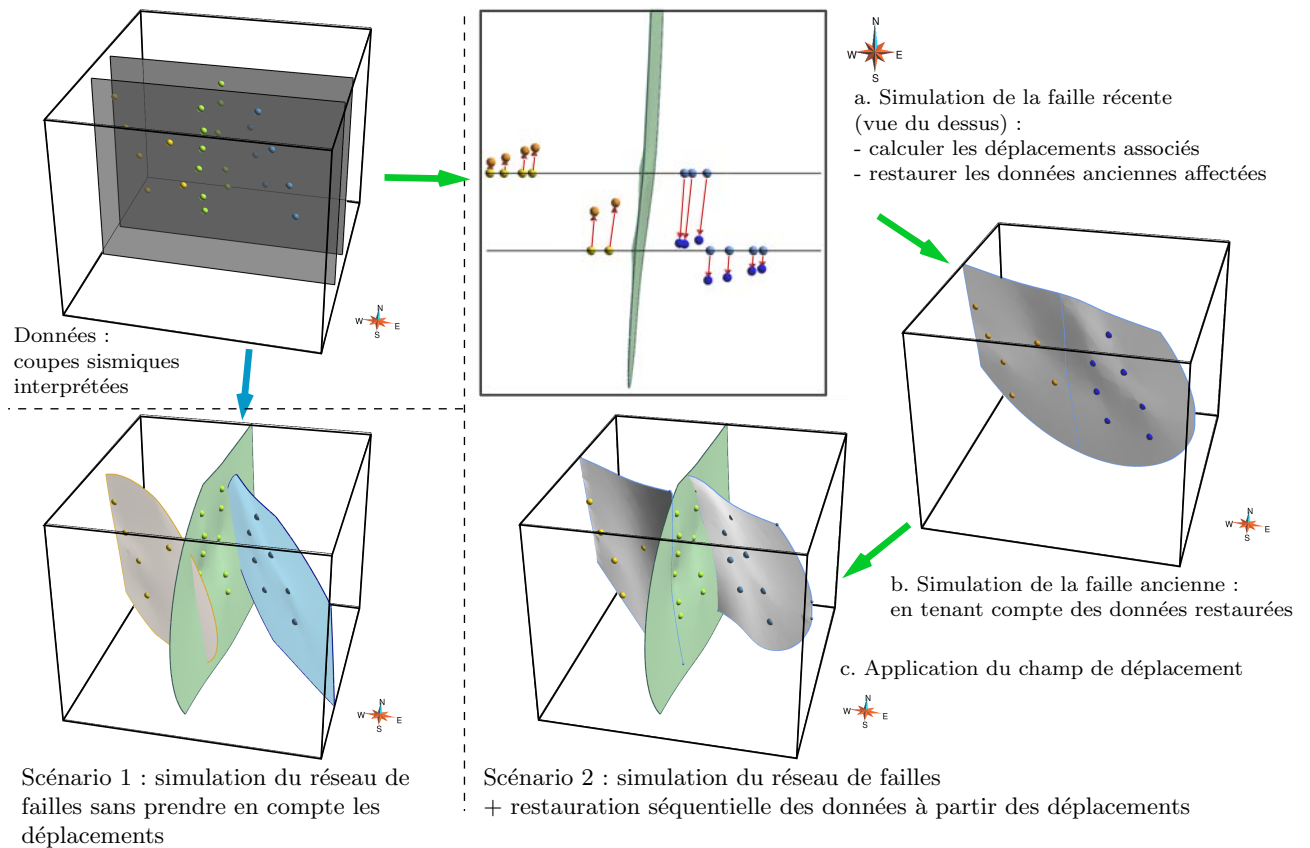 N
W
E
S
a. Simulation de la faille récente
(vue du dessus) :
- calculer les déplacements associés
- restaurer les données anciennes affectées
N
W
E
S
Données :
coupes sismiques
interprétées
N
W
E
S
b. Simulation de la faille ancienne :
en tenant compte des données restaurées
c. Application du champ de déplacement
N
W
E
S
N
W
E
S
Scénario 1 : simulation du réseau de
failles sans prendre en compte les
déplacements
Scénario 2 : simulation du réseau de failles
+ restauration séquentielle des données à partir des déplacements